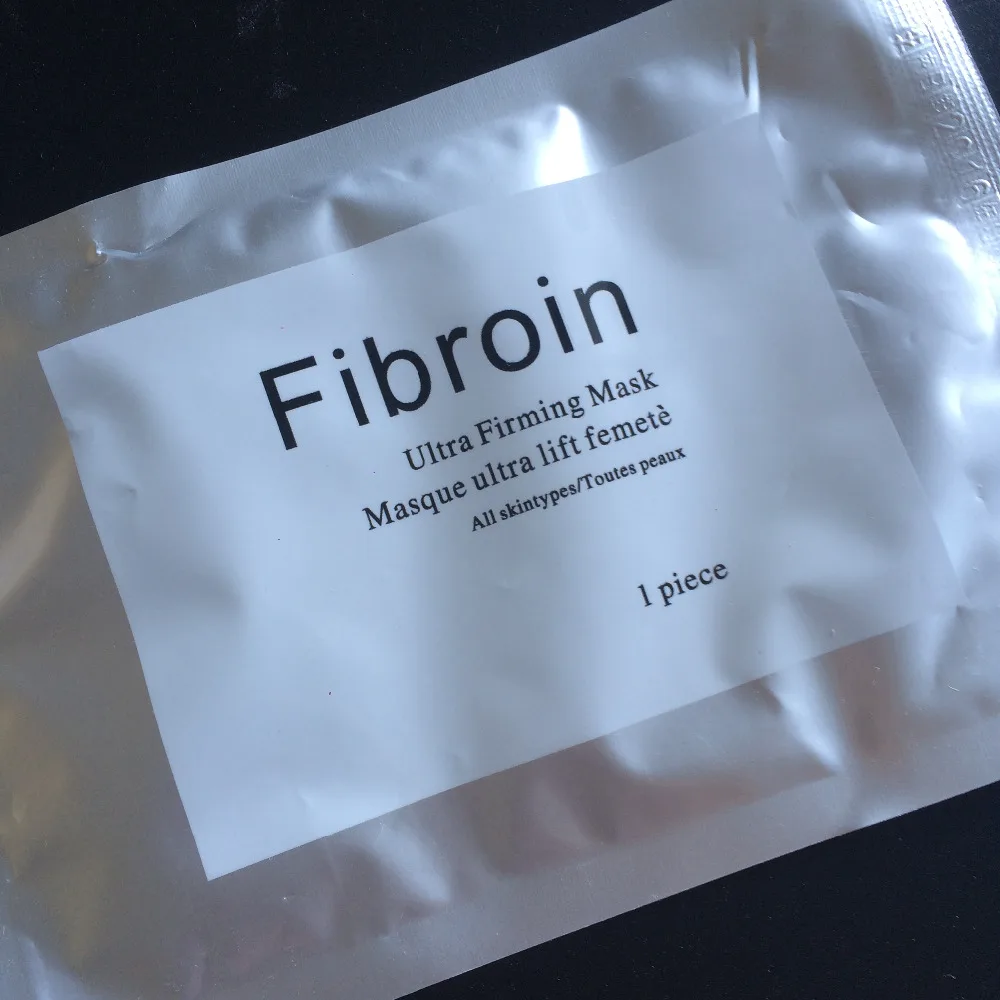 Fibroin
Ultra Firming Mask
Masque ultra lift femetè
All skintypes/Toutes peaux
1 piece